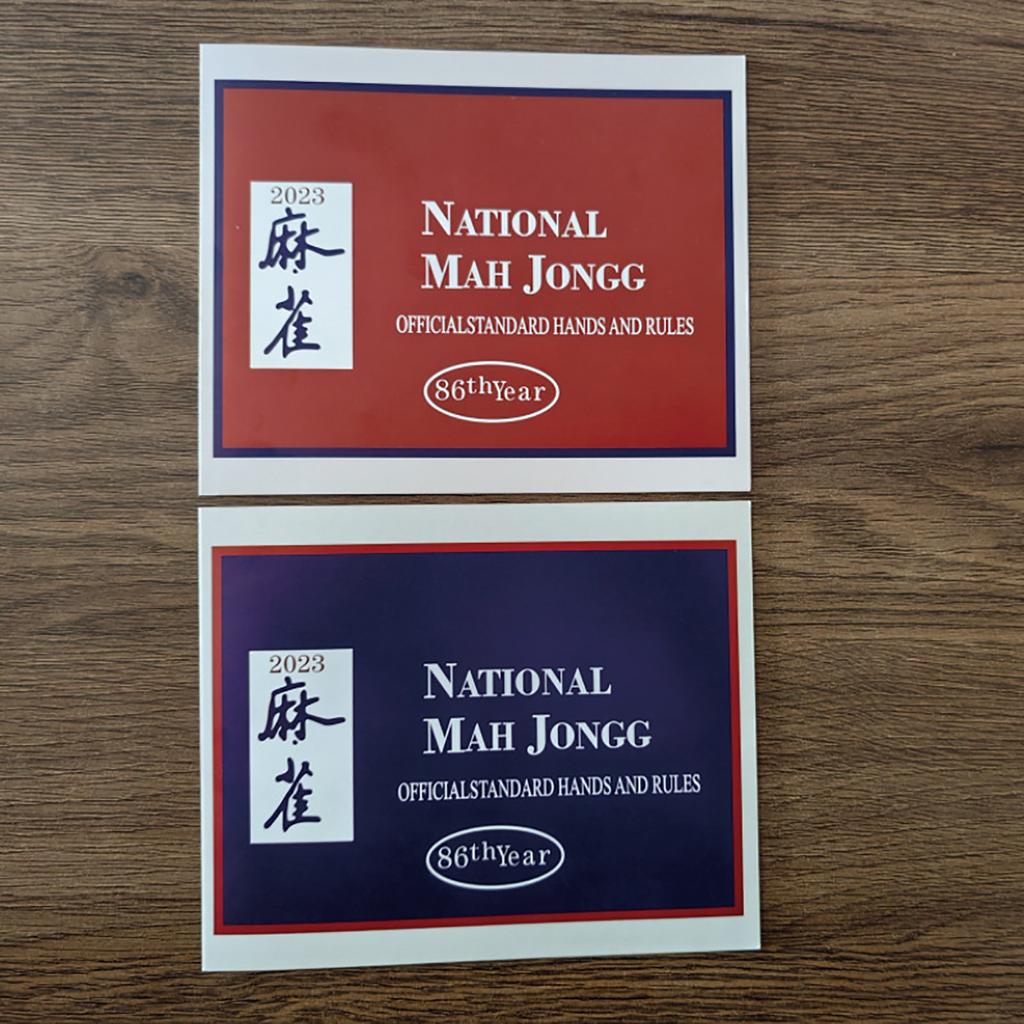 2023
麻
雀
NATIONAL
MAH JONGG
OFFICIALSTANDARD HANDS AND RULES
86thYear
2023
麻
雀
NATIONAL
MAH JONGG
OFFICIALSTANDARD HANDS AND RULES
86thYear